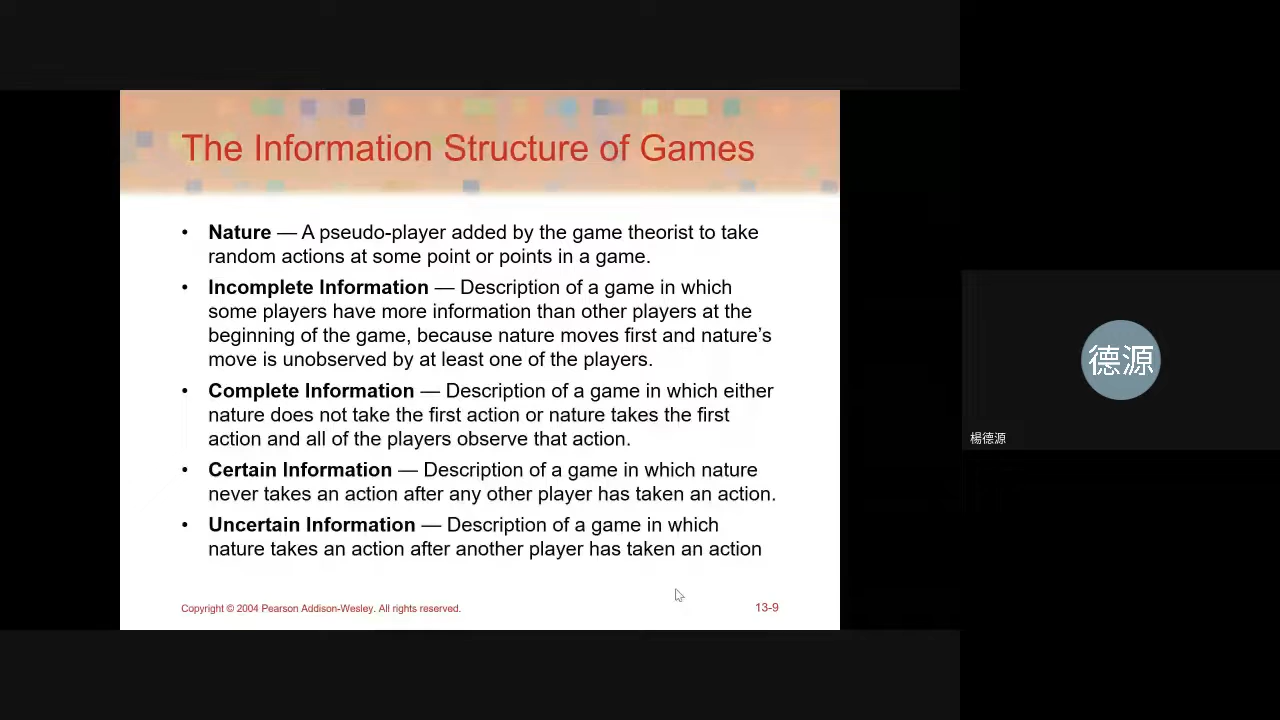 The Information Structure of Games
• Nature — A pseudo-player added by the game theorist to take
random actions at some point or points in a game.
• Incomplete Information — Description of a game in which
some players have more information than other players at the
beginning of the game, because nature moves first and nature’s
move is unobserved by at least one of the players.
• Complete Information — Description of a game in which either
nature does not take the first action or nature takes the first
action and all of the players observe that action.
• Certain Information — Description of a game in which nature
never takes an action after any other player has taken an action.
• Uncertain Information — Description of a game in which
nature takes an action after another player has taken an action
Copyright © 2004 Pearson Addison-Wesley. All rights reserved.
13-9
德源
楊德源